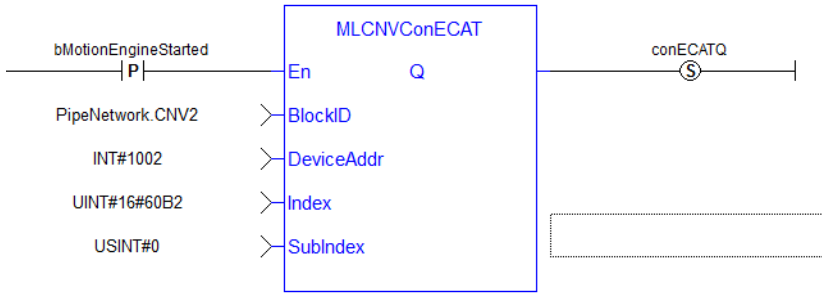 MLCNVConECAT
bMotionEngineStarted
conECATQ
P
En
Q
S
PipeNetwork.CNV2
BlockID
INT#1002
DeviceAddr
UINT#16#60B2
Index
USINT#0
SubIndex